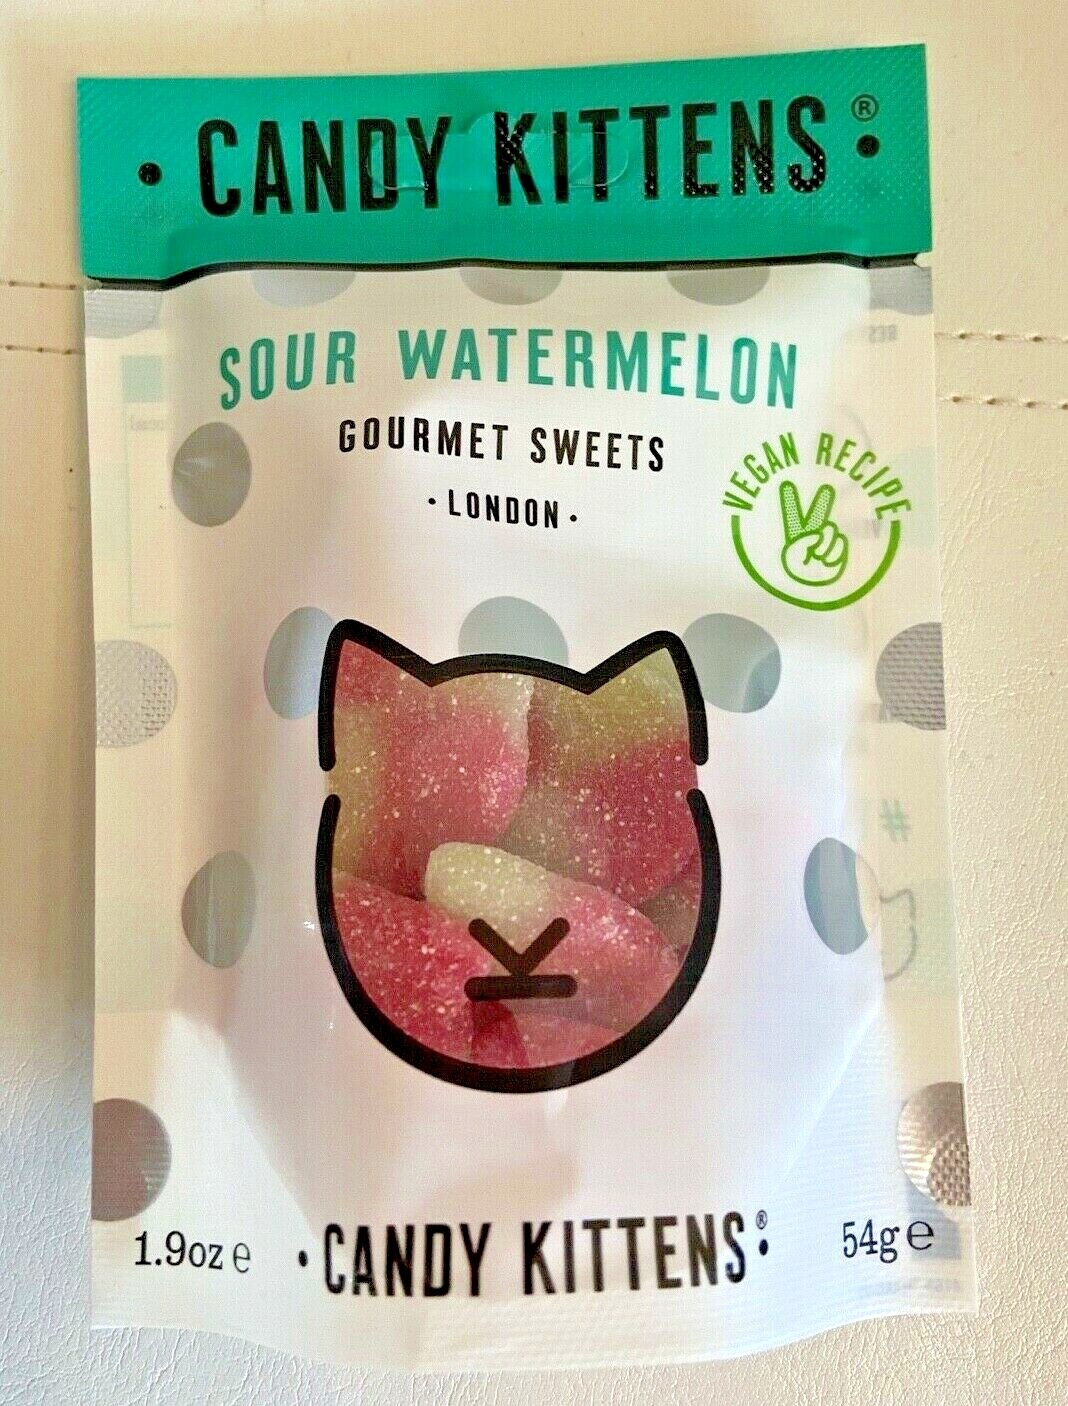 • CANDY KITTENS® •
SOUR WATERMELON
GOURMET SWEETS
• LONDON •
VEGAN RECIPE
#
1.9oz e
• CANDY KITTENS® •
54g e